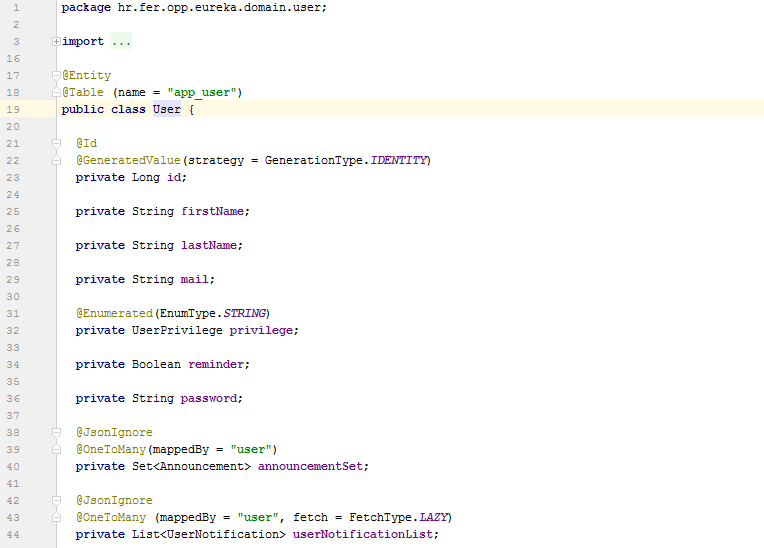 1 package hr.fer.opp.eureka.domain.user;
2
3 import ...
16
17 @Entity
18 @Table (name = "app_user")
19 public class User {
20
21 @Id
22 @GeneratedValue(strategy = GenerationType.IDENTITY)
23 private Long id;
24
25 private String firstName;
26
27 private String lastName;
28
29 private String mail;
30
31 @Enumerated(EnumType.STRING)
32 private UserPrivilege privilege;
33
34 private Boolean reminder;
35
36 private String password;
37
38 @JsonIgnore
39 @OneToMany(mappedBy = "user")
40 private Set<Announcement> announcementSet;
41
42 @JsonIgnore
43 @OneToMany (mappedBy = "user", fetch = FetchType.LAZY)
44 private List<UserNotification> userNotificationList;